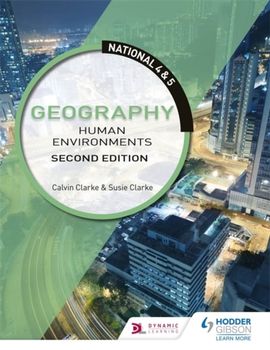 NATIONAL 4 & 5
GEOGRAPHY
HUMAN
ENVIRONMENTS
SECOND EDITION
Calvin Clarke & Susie Clarke
DYNAMIC
LEARNING
HODDER
GIBSON
LEARN MORE